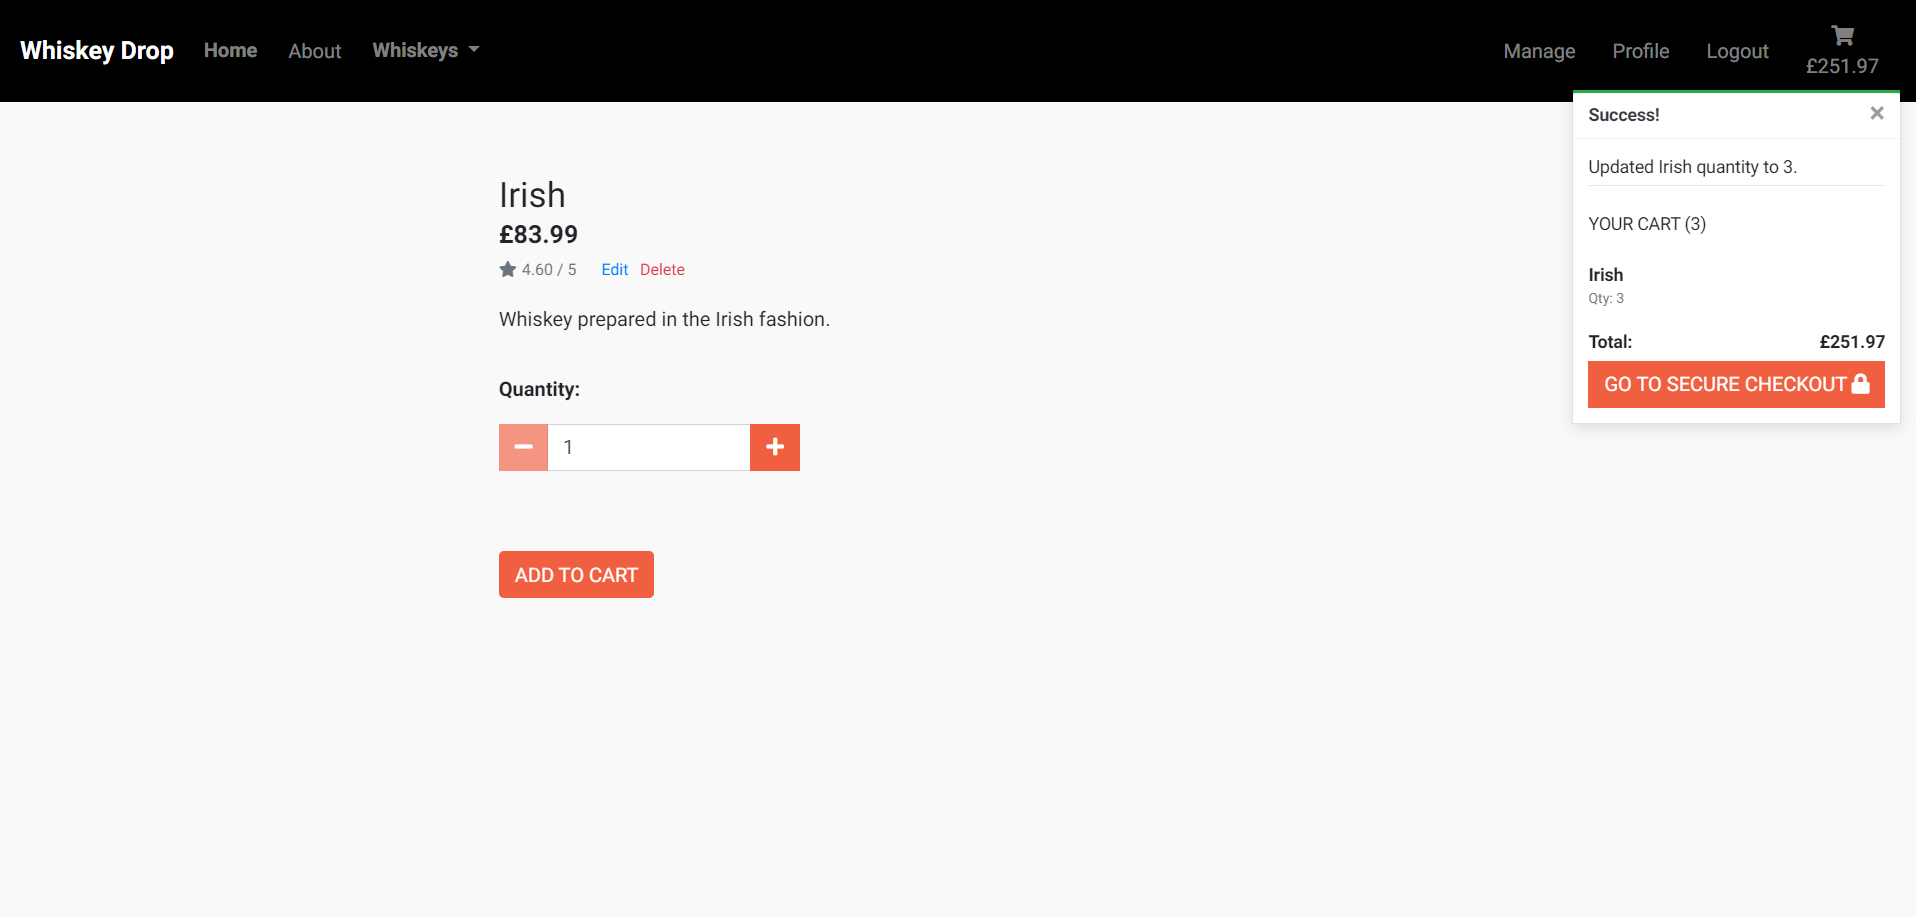 Whiskey Drop Home About Whiskeys Manage Profile Logout £251.97
Success! ×
Updated Irish quantity to 3.
YOUR CART (3)
Irish
Qty: 3
Total: £251.97
GO TO SECURE CHECKOUT
Irish
£83.99
4.60 / 5 Edit Delete
Whiskey prepared in the Irish fashion.
Quantity:
1
ADD TO CART